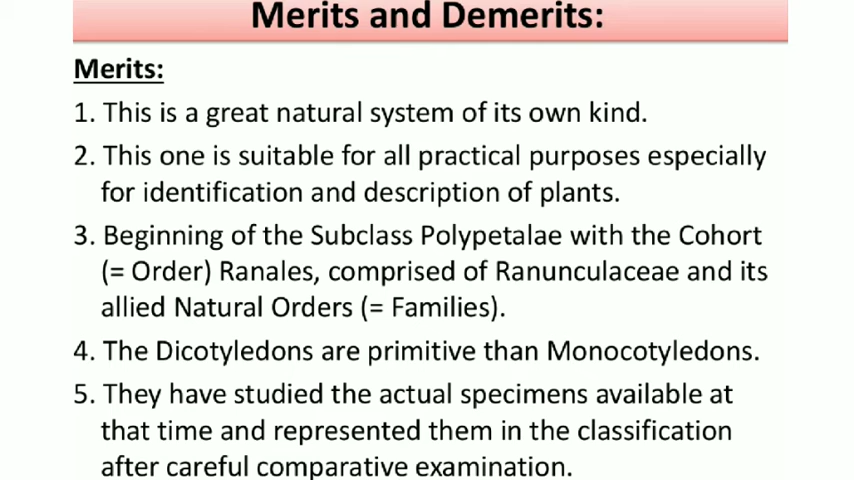 Merits and Demerits:
Merits:
1. This is a great natural system of its own kind.
2. This one is suitable for all practical purposes especially
for identification and description of plants.
3. Beginning of the Subclass Polypetalae with the Cohort
(= Order) Ranales, comprised of Ranunculaceae and its
allied Natural Orders (= Families).
4. The Dicotyledons are primitive than Monocotyledons.
5. They have studied the actual specimens available at
that time and represented them in the classification
after careful comparative examination.